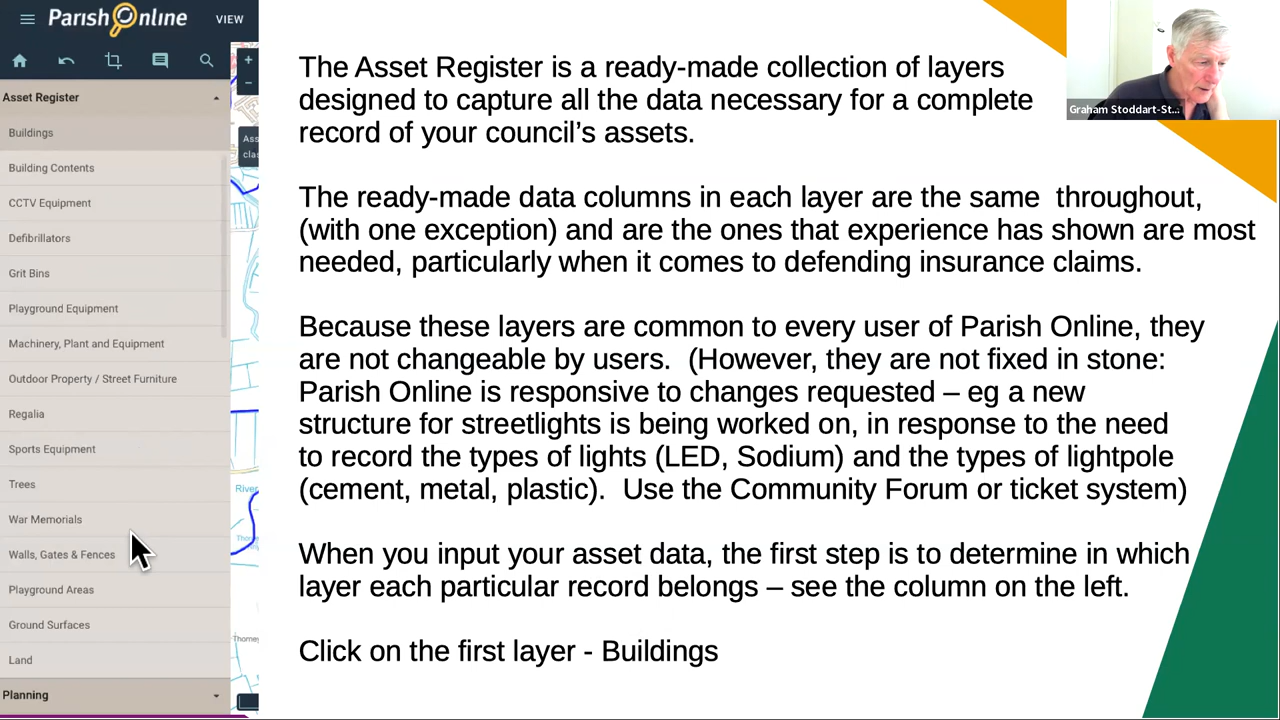 Parish Online
VIEW
Asset Register
Buildings
Building Contents
CCTV Equipment
Defibrillators
Grit Bins
Playground Equipment
Machinery, Plant and Equipment
Outdoor Property / Street Furniture
Regalia
Sports Equipment
Trees
War Memorials
Walls, Gates & Fences
Playground Areas
Ground Surfaces
Land
Planning
+
−
Ass
clas
River
Thorney
The Asset Register is a ready-made collection of layers
designed to capture all the data necessary for a complete
record of your council’s assets.
The ready-made data columns in each layer are the same throughout,
(with one exception) and are the ones that experience has shown are most
needed, particularly when it comes to defending insurance claims.
Because these layers are common to every user of Parish Online, they
are not changeable by users. (However, they are not fixed in stone:
Parish Online is responsive to changes requested – eg a new
structure for streetlights is being worked on, in response to the need
to record the types of lights (LED, Sodium) and the types of lightpole
(cement, metal, plastic). Use the Community Forum or ticket system)
When you input your asset data, the first step is to determine in which
layer each particular record belongs – see the column on the left.
Click on the first layer - Buildings
Graham Stoddart-St...